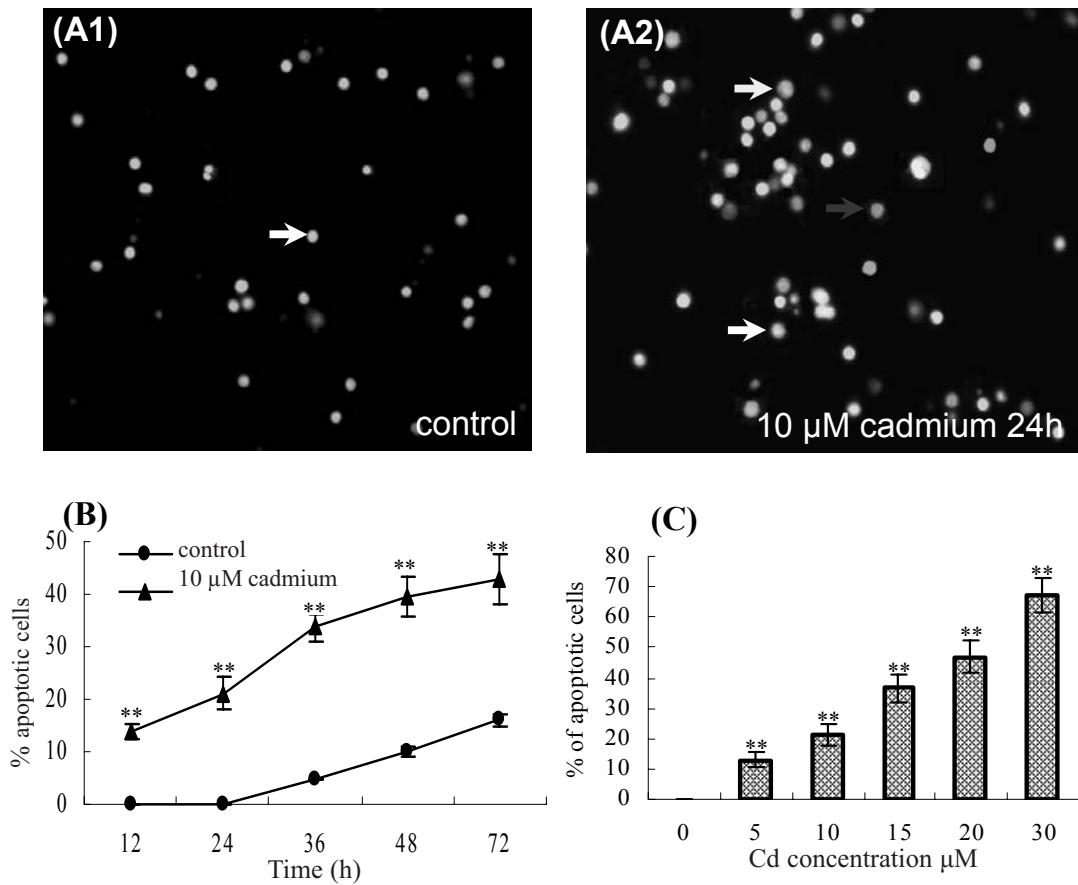 (A1)
control
(A2)
10 µM cadmium 24h
(B)
control
10 µM cadmium
% apoptotic cells
50
40
30
20
10
0
** ** ** ** **
12 24 36 48 72
Time (h)
(C)
% of apoptotic cells
80
70
60
50
40
30
20
10
0
** ** ** ** **
0 5 10 15 20 30
Cd concentration µM